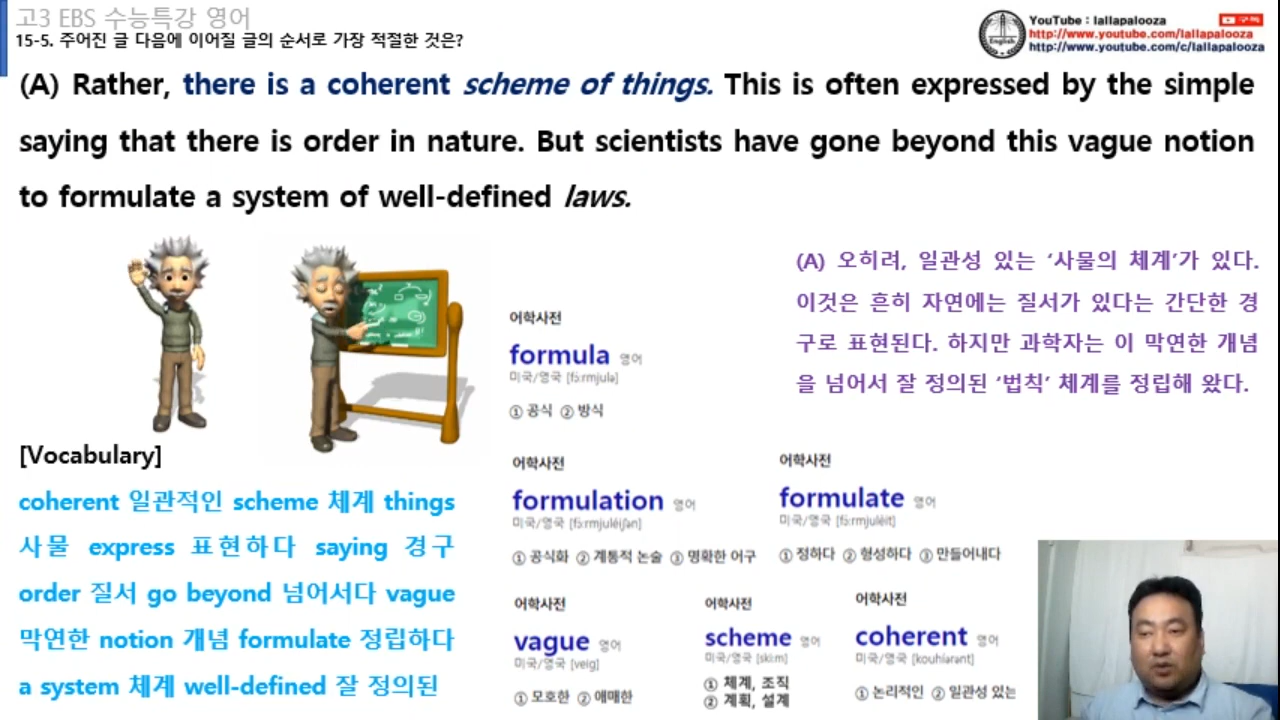 고3 EBS 수능특강 영어
15-5. 주어진 글 다음에 이어질 글의 순서로 가장 적절한 것은?
YouTube : lallapalooza
구독
http://www.youtube.com/lallapalooza
http://www.youtube.com/c/lallapalooza
English
(A) Rather, there is a coherent scheme of things. This is often expressed by the simple
saying that there is order in nature. But scientists have gone beyond this vague notion
to formulate a system of well-defined laws.
(A) 오히려, 일관성 있는 ‘사물의 체계’가 있다.
이것은 흔히 자연에는 질서가 있다는 간단한 경
구로 표현된다. 하지만 과학자는 이 막연한 개념
을 넘어서 잘 정의된 ‘법칙’ 체계를 정립해 왔다.
어학사전
formula 영어
미국/영국 [fɔ́ːrmjulə]
① 공식 ② 방식
[Vocabulary]
coherent 일관적인 scheme 체계 things
사물 express 표현하다 saying 경구
order 질서 go beyond 넘어서다 vague
막연한 notion 개념 formulate 정립하다
a system 체계 well-defined 잘 정의된
어학사전
formulation 영어
미국/영국 [fɔ̀ːrmjuléiʃən]
① 공식화 ② 계통적 논술 ③ 명확한 어구
어학사전
formulate 영어
미국/영국 [fɔ́ːrmjulèit]
① 정하다 ② 형성하다 ③ 만들어내다
어학사전
vague 영어
미국/영국 [veig]
① 모호한 ② 애매한
어학사전
scheme 영어
미국/영국 [skiːm]
① 체계, 조직
② 계획, 설계
어학사전
coherent 영어
미국/영국 [kouhíərənt]
① 논리적인 ② 일관성 있는